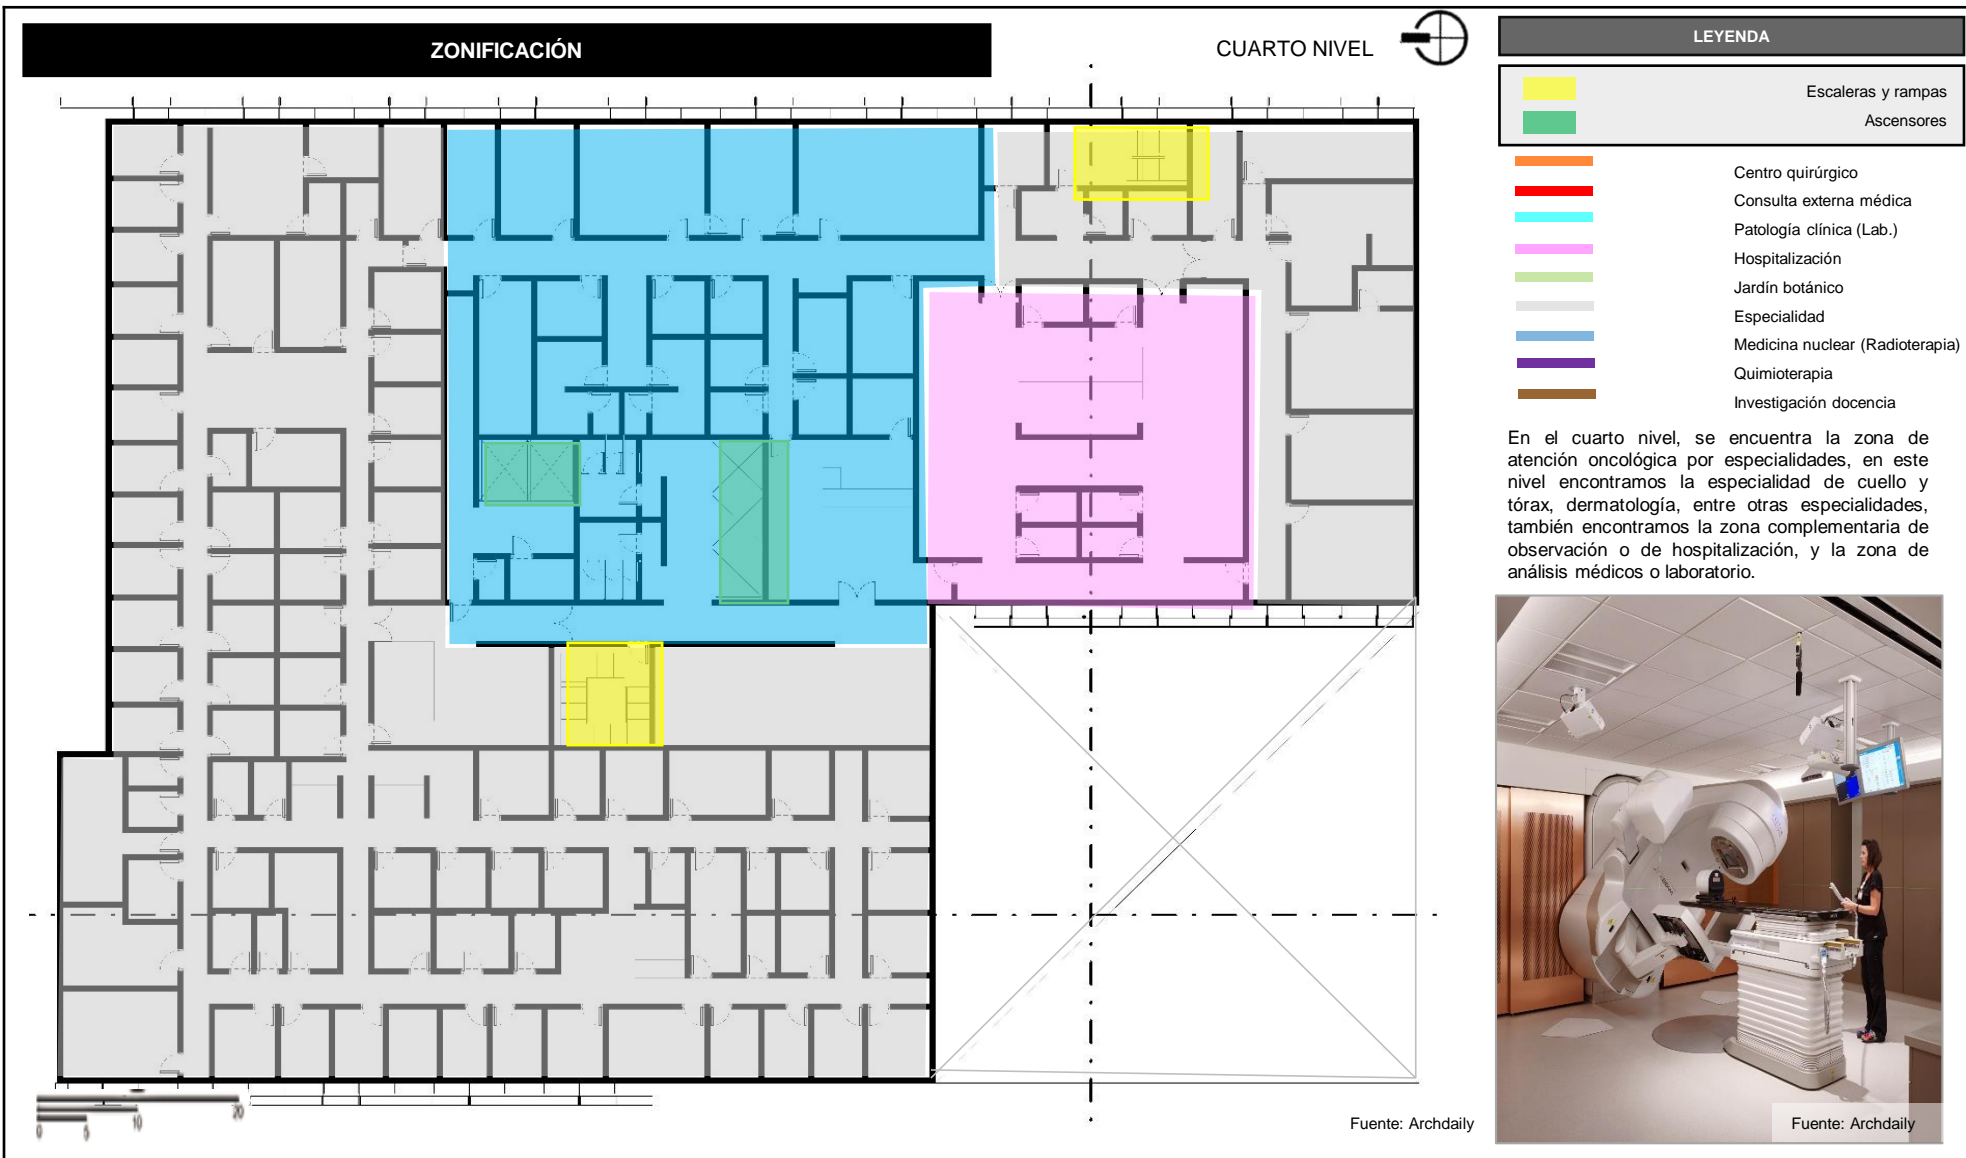 ZONIFICACIÓN
CUARTO NIVEL
LEYENDA
Escaleras y rampas
Ascensores
Centro quirúrgico
Consulta externa médica
Patología clínica (Lab.)
Hospitalización
Jardín botánico
Especialidad
Medicina nuclear (Radioterapia)
Quimioterapia
Investigación docencia
En el cuarto nivel, se encuentra la zona de
atención oncológica por especialidades, en este
nivel encontramos la especialidad de cuello y
tórax, dermatología, entre otras especialidades,
también encontramos la zona complementaria de
observación o de hospitalización, y la zona de
análisis médicos o laboratorio.
0 5 10 20
Fuente: Archdaily
Fuente: Archdaily